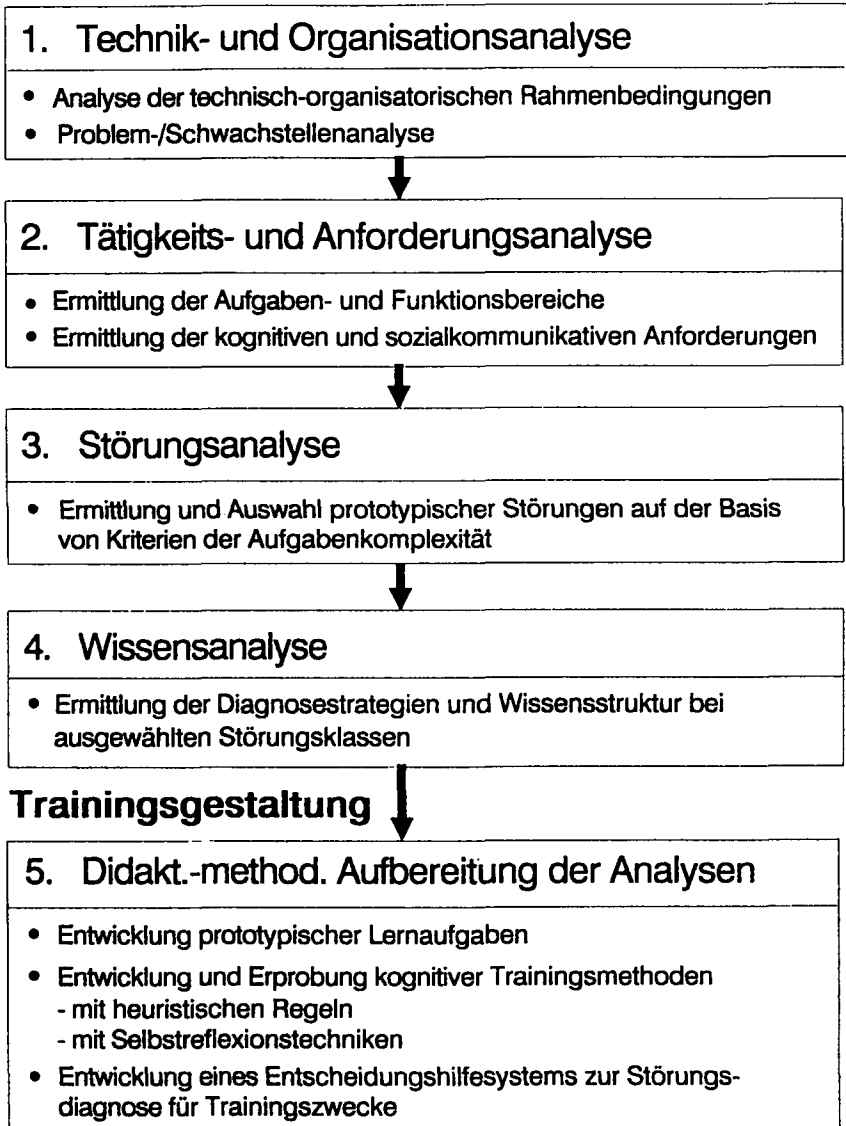 1. Technik- und Organisationsanalyse
• Analyse der technisch-organisatorischen Rahmenbedingungen
• Problem-/Schwachstellenanalyse
2. Tätigkeits- und Anforderungsanalyse
• Ermittlung der Aufgaben- und Funktionsbereiche
• Ermittlung der kognitiven und sozialkommunikativen Anforderungen
3. Störungsanalyse
• Ermittlung und Auswahl prototypischer Störungen auf der Basis
von Kriterien der Aufgabenkomplexität
4. Wissensanalyse
• Ermittlung der Diagnosestrategien und Wissensstruktur bei
ausgewählten Störungsklassen
Trainingsgestaltung
5. Didakt.-method. Aufbereitung der Analysen
• Entwicklung prototypischer Lernaufgaben
• Entwicklung und Erprobung kognitiver Trainingsmethoden
- mit heuristischen Regeln
- mit Selbstreflexionstechniken
• Entwicklung eines Entscheidungshilfesystems zur Störungs-
diagnose für Trainingszwecke